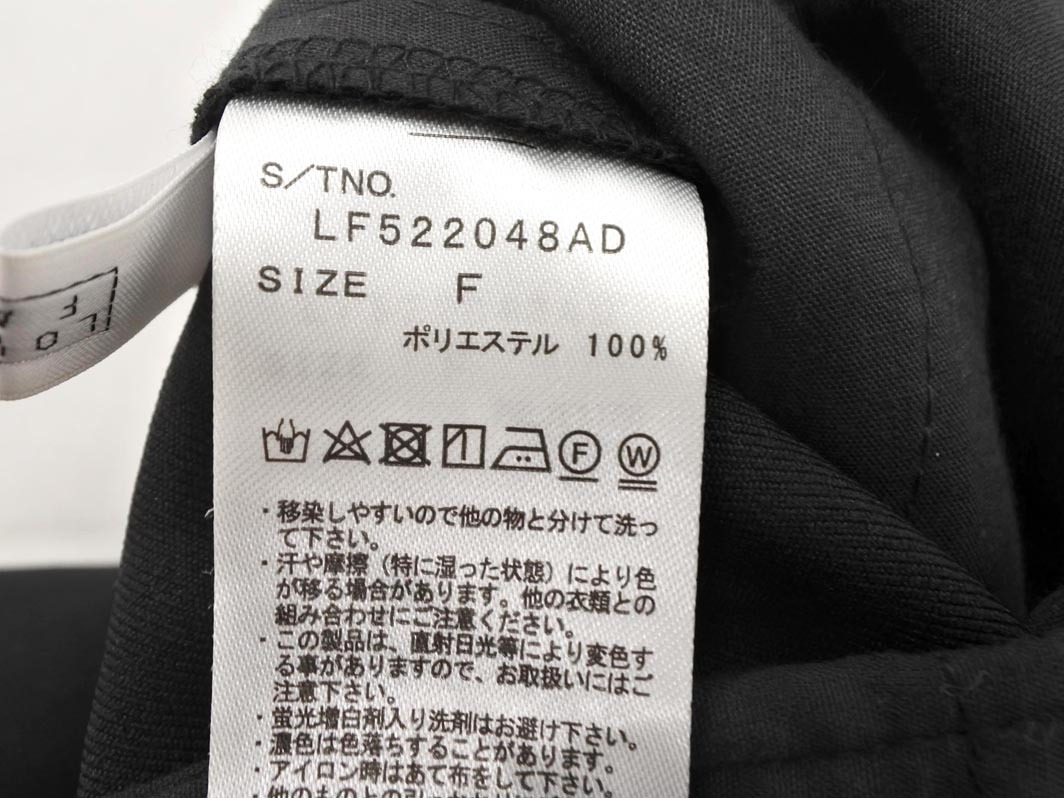 S/TNO.
LF522048AD
SIZE F
ポリエステル 100%
F W
・移染しやすいので他の物と分けて洗っ
て下さい。
・汗や摩擦（特に湿った状態）により色
が移る場合があります。他の衣類との
組み合わせにご注意ください。
・この製品は、直射日光等により変色す
る事がありますので、お取扱いにはご
注意下さい。
・蛍光増白剤入り洗剤はお避け下さい。
・濃色は色落ちすることがあります。
・アイロン時はあて布をして下さい。